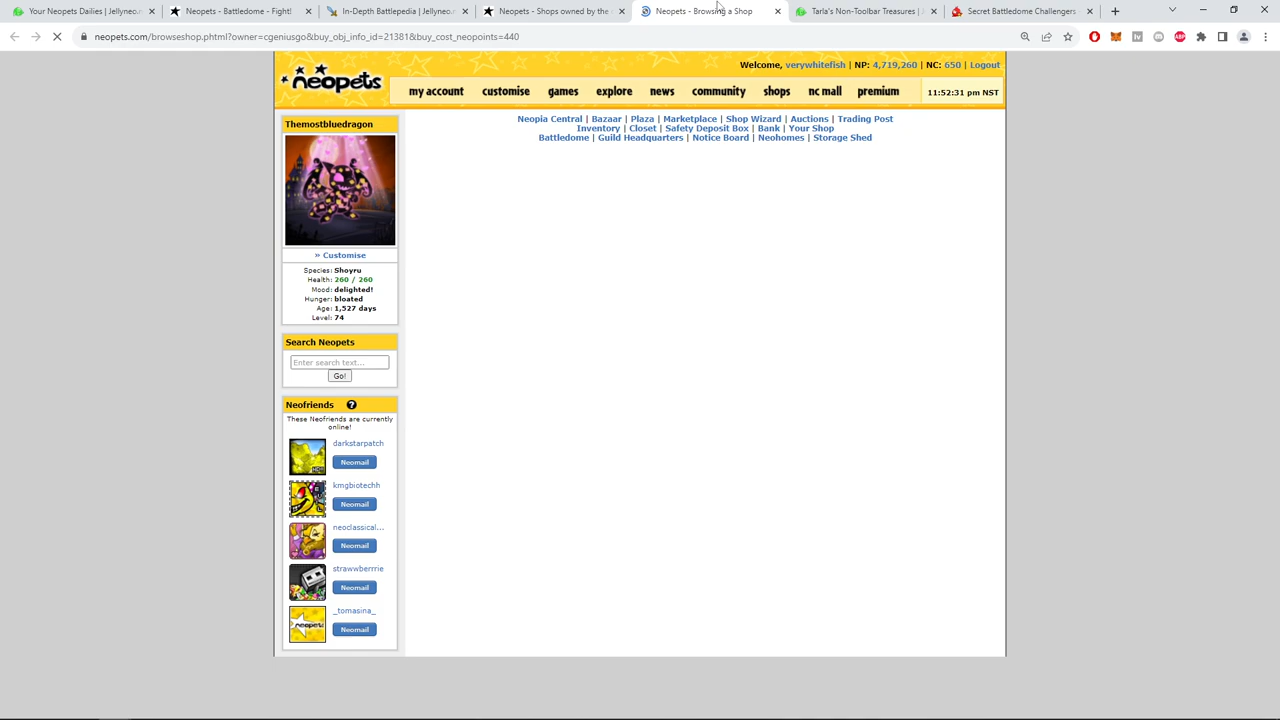 Your Neopets Dailies | Jellyneo.n
Neopets - Battledome - Fight!
In-Depth Battlepedia | Jellyneo.n
Neopets - Shops owned by the
Neopets - Browsing a Shop
Tarla's Non-Toolbar Treasures | J
Secret Battledome Challengers
neopets.com/browseshop.phtml?owner=cgeniusgo&buy_obj_info_id=21381&buy_cost_neopoints=440
Welcome, verywhitefish | NP: 4,719,260 | NC: 650 | Logout
neopets
my account customise games explore news community shops nc mall premium 11:52:31 pm NST
Themostbluedragon
» Customise
Species: Shoyru
Health: 260 / 260
Mood: delighted!
Hunger: bloated
Age: 1,527 days
Level: 74
Search Neopets
Enter search text...
Go!
Neofriends ?
These Neofriends are currently
online!
darkstarpatch
Neomail
kmgbiotechh
Neomail
neoclassical...
Neomail
strawwberrrie
Neomail
_tomasina_
Neomail
Neopia Central | Bazaar | Plaza | Marketplace | Shop Wizard | Auctions | Trading Post
Inventory | Closet | Safety Deposit Box | Bank | Your Shop
Battledome | Guild Headquarters | Notice Board | Neohomes | Storage Shed